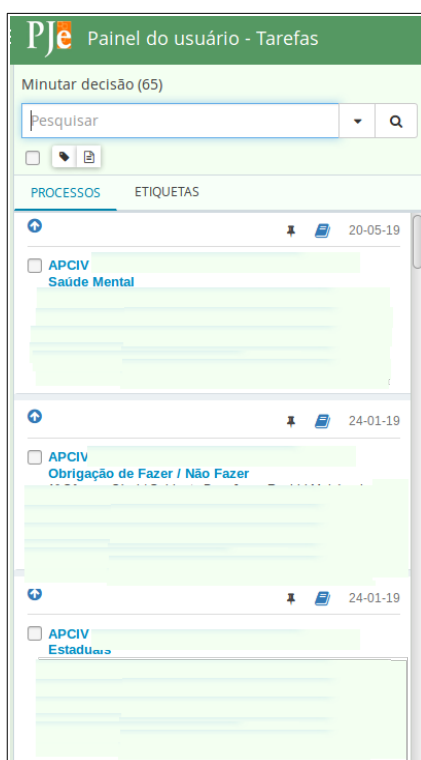 PJe Painel do usuário - Tarefas
Minutar decisão (65)
Pesquisar
PROCESSOS ETIQUETAS
20-05-19
APCIV
Saúde Mental
24-01-19
APCIV
Obrigação de Fazer / Não Fazer
24-01-19
APCIV
Estaduais